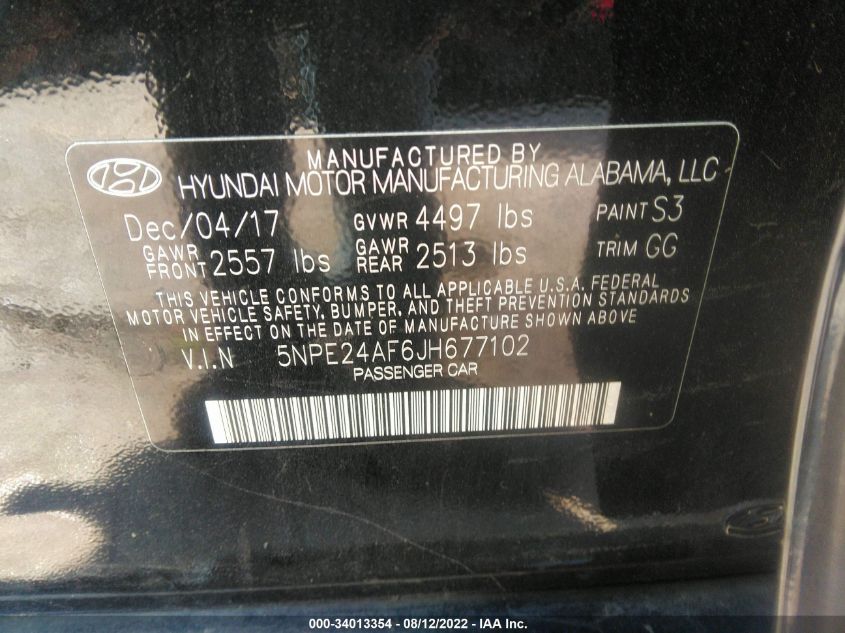 MANUFACTURED BY
HYUNDAI MOTOR MANUFACTURING ALABAMA, LLC
Dec/04/17 GVWR 4497 lbs PAINT S3
GAWR FRONT 2557 lbs GAWR REAR 2513 lbs TRIM GG
THIS VEHICLE CONFORMS TO ALL APPLICABLE U.S.A. FEDERAL
MOTOR VEHICLE SAFETY, BUMPER, AND THEFT PREVENTION STANDARDS
IN EFFECT ON THE DATE OF MANUFACTURE SHOWN ABOVE
V.I.N 5NPE24AF6JH677102
PASSENGER CAR
000-34013354 - 08/12/2022 - IAA Inc.